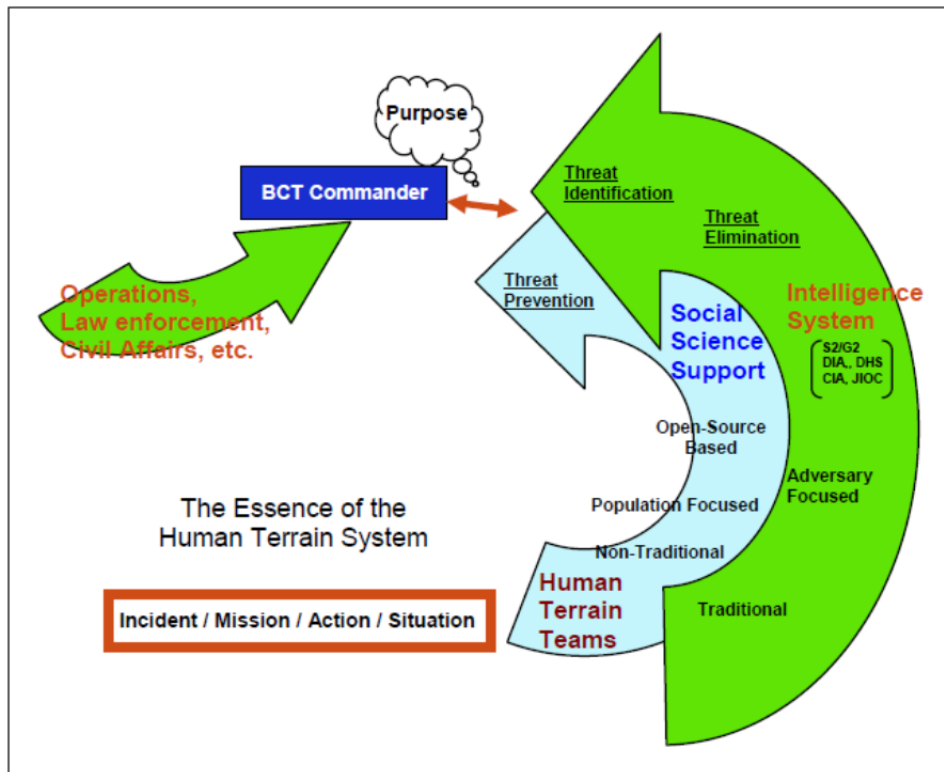 Purpose
BCT Commander
Threat
Identification
Threat
Elimination
Threat
Prevention
Operations,
Law enforcement,
Civil Affairs, etc.
Social
Science
Support
Intelligence
System
S2/G2
DIA,, DHS
CIA, JIOC
Open-Source
Based
Adversary
Focused
Population Focused
Non-Traditional
Traditional
The Essence of the
Human Terrain System
Human
Terrain
Teams
Incident / Mission / Action / Situation